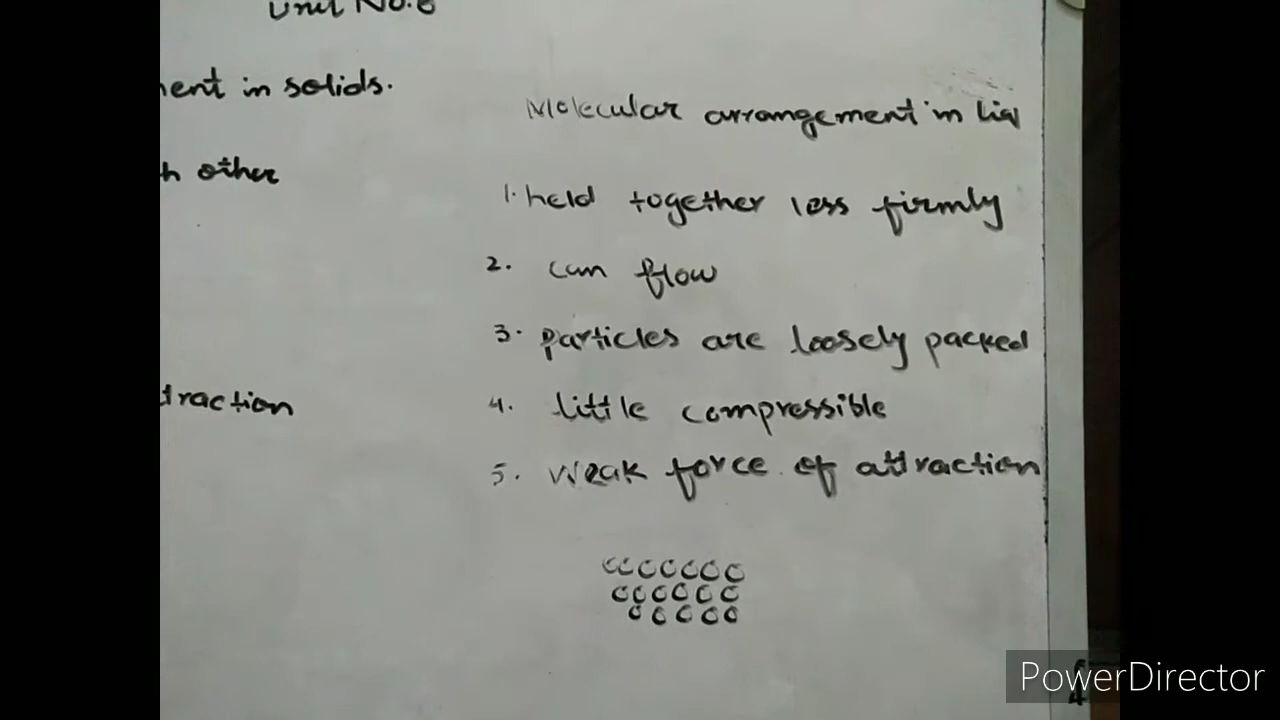 Unit No.6
ment in solids.
h other
traction
Molecular arrangement in liq
1. held together less firmly
2. can flow
3. particles are loosely packed
4. little compressible
5. weak force of attraction
PowerDirector